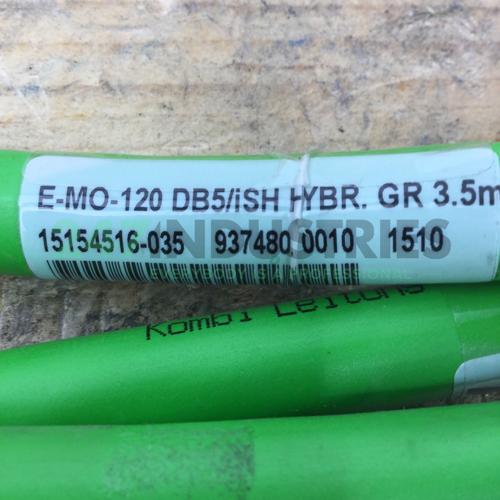 E-MO-120 DB5/iSH HYBR. GR 3.5m
15154516-035 937480 0010 1510
INDUSTRIES
Kombi Leitung